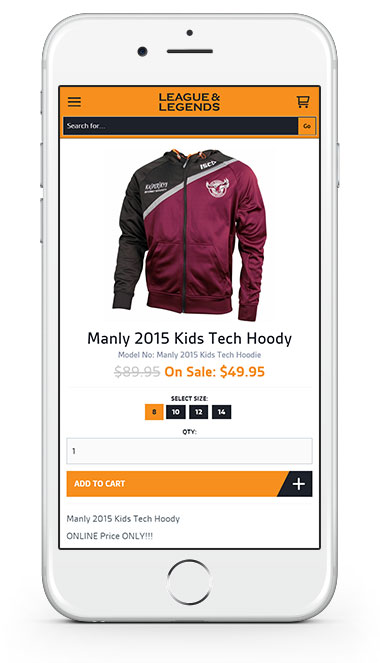 LEAGUE &
LEGENDS
Search for...
Go
ISC
Manly 2015 Kids Tech Hoody
Model No: Manly 2015 Kids Tech Hoodie
$89.95 On Sale: $49.95
SELECT SIZE:
8 10 12 14
QTY:
1
ADD TO CART +
Manly 2015 Kids Tech Hoody
ONLINE Price ONLY!!!